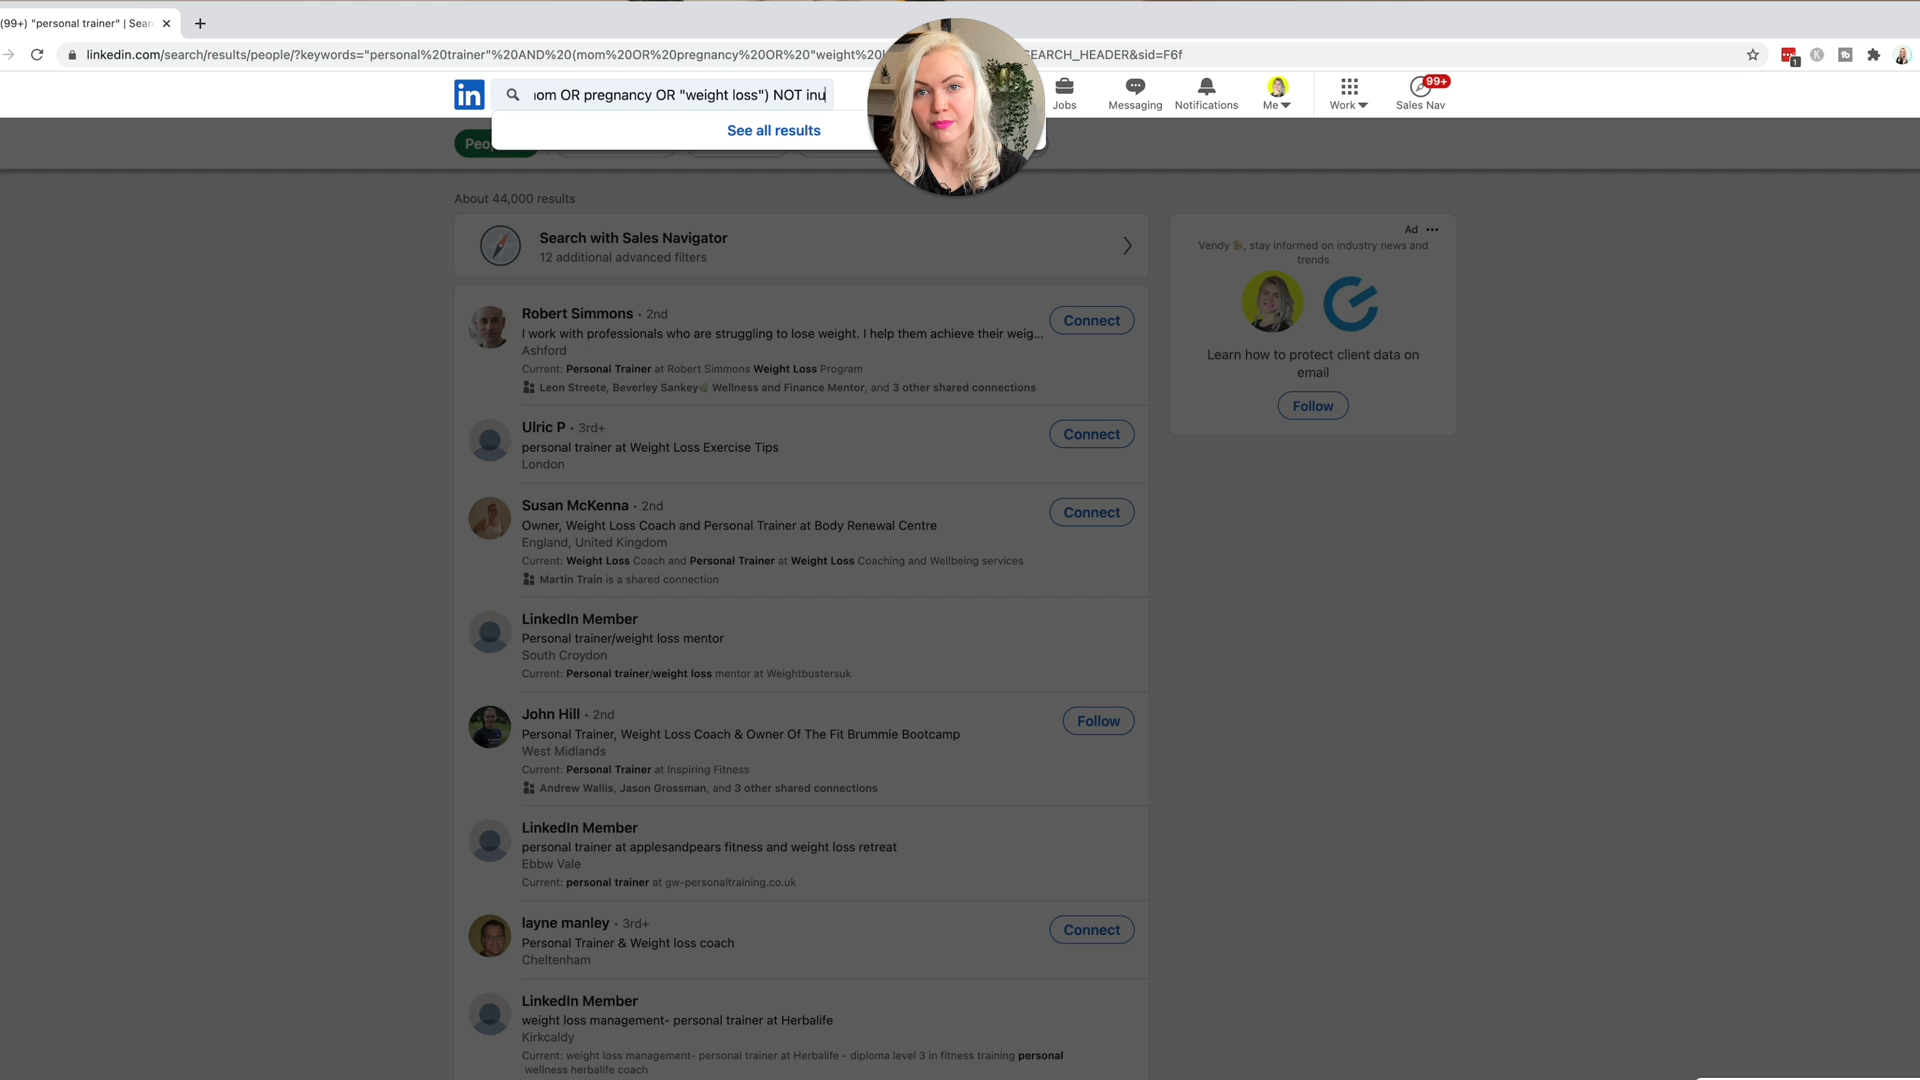 (99+) "personal trainer" | Sear
linkedin.com/search/results/people/?keywords="personal%20trainer"%20AND%20(mom%20OR%20pregnancy%20OR%20"weight%20l
SEARCH_HEADER&sid=F6f
1
in
mom OR pregnancy OR "weight loss") NOT inu
Jobs
Messaging
Notifications
Me
Work
99+
Sales Nav
See all results
Peop
About 44,000 results
Search with Sales Navigator
12 additional advanced filters
Robert Simmons • 2nd
I work with professionals who are struggling to lose weight. I help them achieve their weig...
Ashford
Current: Personal Trainer at Robert Simmons Weight Loss Program
Leon Streete, Beverley Sankey Wellness and Finance Mentor, and 3 other shared connections
Connect
Ulric P • 3rd+
personal trainer at Weight Loss Exercise Tips
London
Connect
Susan McKenna • 2nd
Owner, Weight Loss Coach and Personal Trainer at Body Renewal Centre
England, United Kingdom
Current: Weight Loss Coach and Personal Trainer at Weight Loss Coaching and Wellbeing services
Martin Train is a shared connection
Connect
LinkedIn Member
Personal trainer/weight loss mentor
South Croydon
Current: Personal trainer/weight loss mentor at Weightbustersuk
John Hill • 2nd
Personal Trainer, Weight Loss Coach & Owner Of The Fit Brummie Bootcamp
West Midlands
Current: Personal Trainer at Inspiring Fitness
Andrew Wallis, Jason Grossman, and 3 other shared connections
Follow
LinkedIn Member
personal trainer at applesandpears fitness and weight loss retreat
Ebbw Vale
Current: personal trainer at gw-personaltraining.co.uk
layne manley • 3rd+
Personal Trainer & Weight loss coach
Cheltenham
Connect
LinkedIn Member
weight loss management- personal trainer at Herbalife
Kirkcaldy
Current: weight loss management- personal trainer at Herbalife - diploma level 3 in fitness training personal
wellness herbalife coach
Ad •••
Vendy, stay informed on industry news and
trends
Learn how to protect client data on
email
Follow